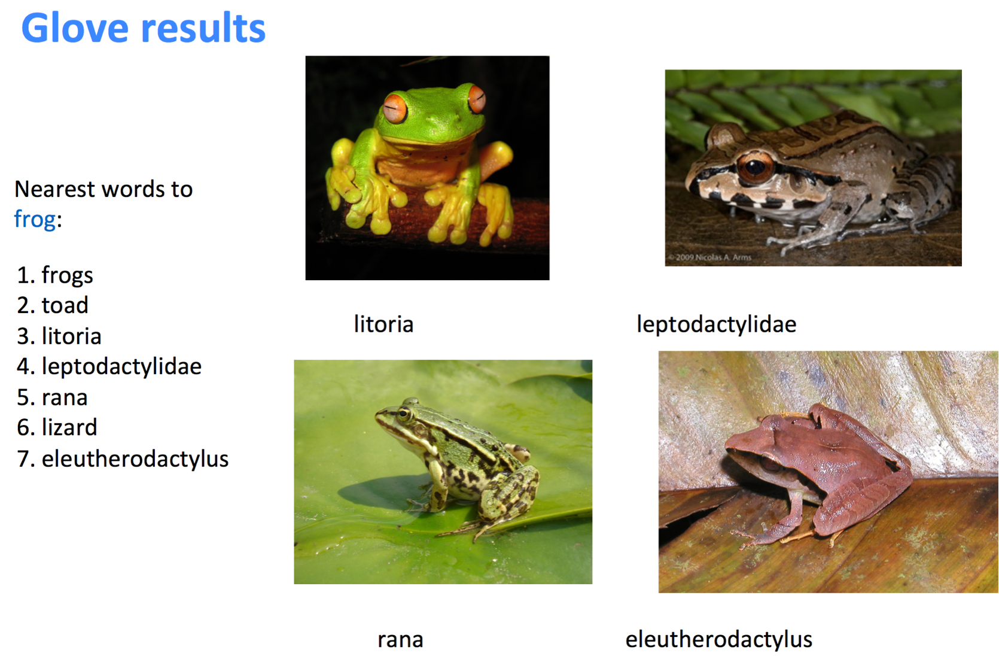 Glove results
Nearest words to
frog:
1. frogs
2. toad
3. litoria
4. leptodactylidae
5. rana
6. lizard
7. eleutherodactylus
© 2009 Nicolas A. Arms
litoria
leptodactylidae
rana
eleutherodactylus